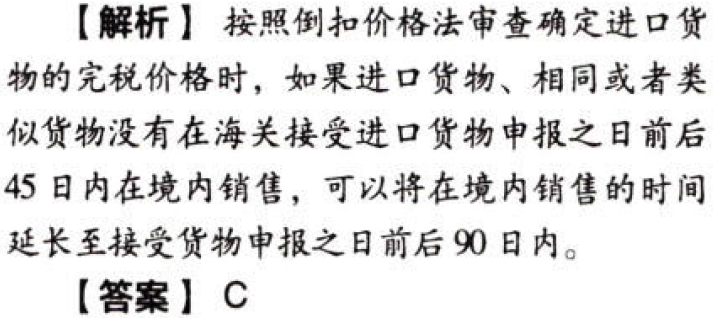 【解析】 按照倒扣价格法审查确定进口货
物的完税价格时，如果进口货物、相同或者类
似货物没有在海关接受进口货物申报之日前后
45 日内在境内销售，可以将在境内销售的时间
延长至接受货物申报之日前后 90 日内。
【答案】 C